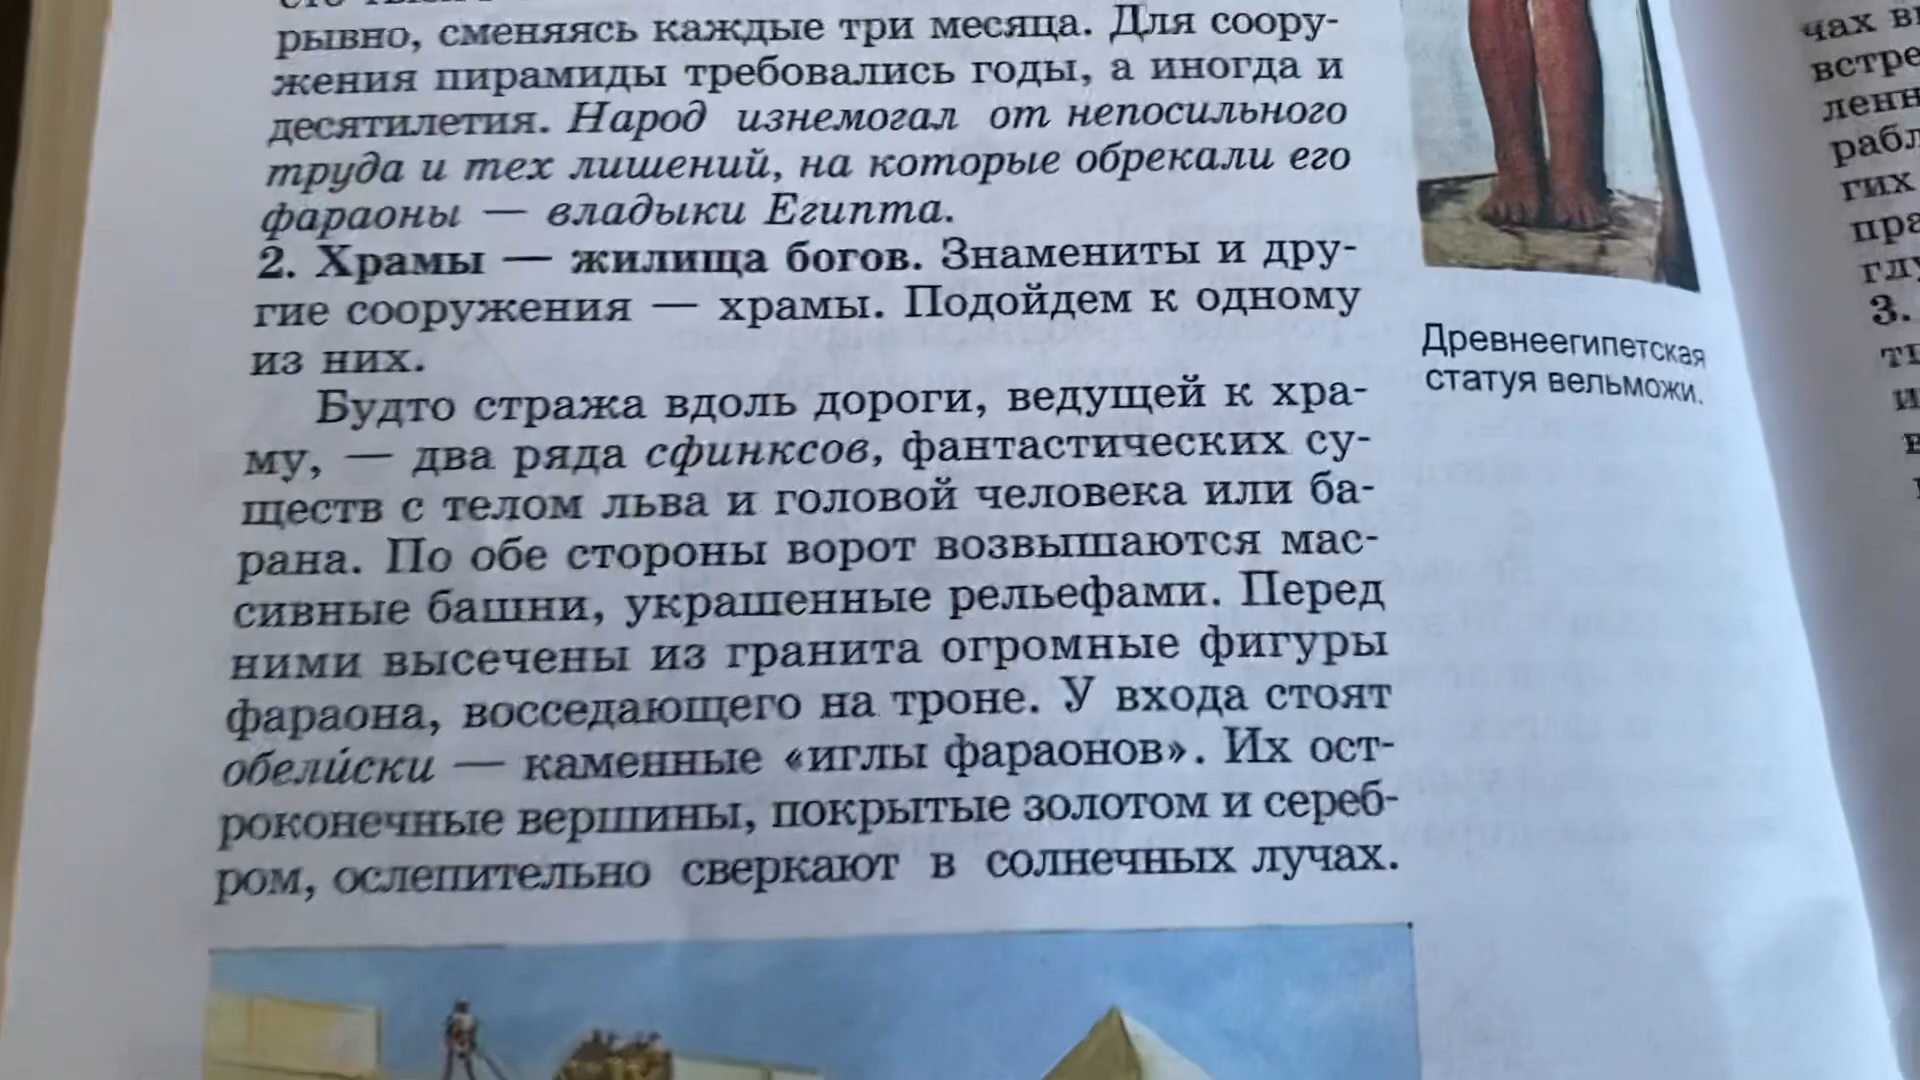 рывно, сменяясь каждые три месяца. Для соору-
жения пирамиды требовались годы, а иногда и
десятилетия. Народ изнемогал от непосильного
труда и тех лишений, на которые обрекали его
фараоны — владыки Египта.
2. Храмы — жилища богов. Знамениты и дру-
гие сооружения — храмы. Подойдем к одному
из них.
Будто стража вдоль дороги, ведущей к хра-
му, — два ряда сфинксов, фантастических су-
ществ с телом льва и головой человека или ба-
рана. По обе стороны ворот возвышаются мас-
сивные башни, украшенные рельефами. Перед
ними высечены из гранита огромные фигуры
фараона, восседающего на троне. У входа стоят
обели́ски — каменные «иглы фараонов». Их ост-
роконечные вершины, покрытые золотом и сереб-
ром, ослепительно сверкают в солнечных лучах.
Древнеегипетская
статуя вельможи.
чах
встре
ленн
рабл
гих
пра
глу
3.